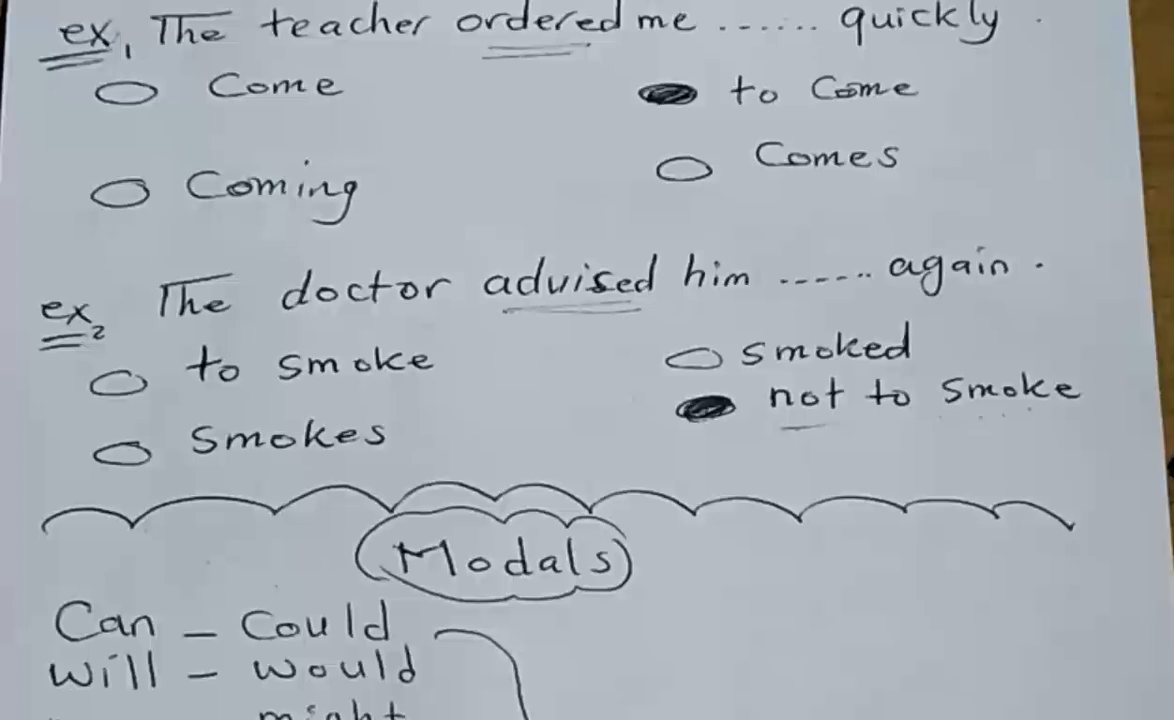 ex1 The teacher ordered me ...... quickly.
Come
to Come
Coming
Comes
ex2 The doctor advised him ...... again.
to smoke
smoked
Smokes
not to smoke
Modals
Can - Could
will - would
might